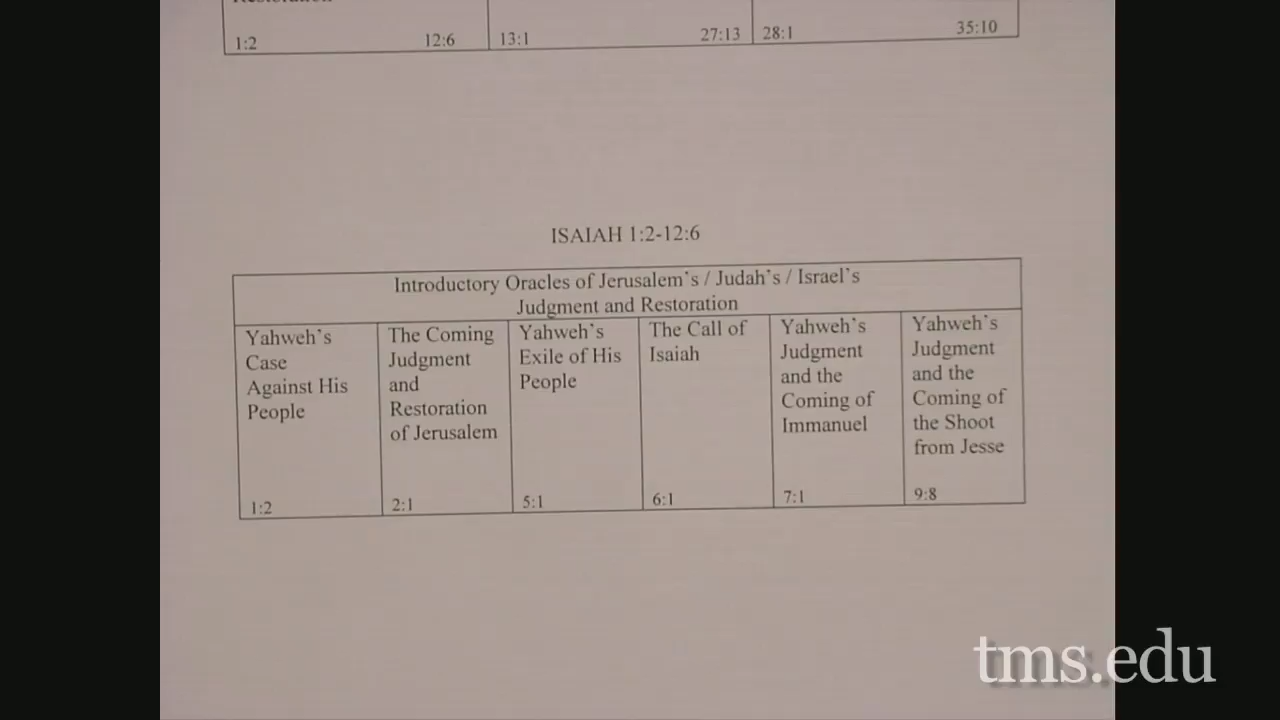 Restoration
1:2 12:6 13:1 27:13 28:1 35:10
ISAIAH 1:2-12:6
Introductory Oracles of Jerusalem's / Judah's / Israel's
Judgment and Restoration
Yahweh's
Case
Against His
People
1:2
The Coming
Judgment
and
Restoration
of Jerusalem
2:1
Yahweh's
Exile of His
People
5:1
The Call of
Isaiah
6:1
Yahweh's
Judgment
and the
Coming of
Immanuel
7:1
Yahweh's
Judgment
and the
Coming of
the Shoot
from Jesse
9:8
tms.edu